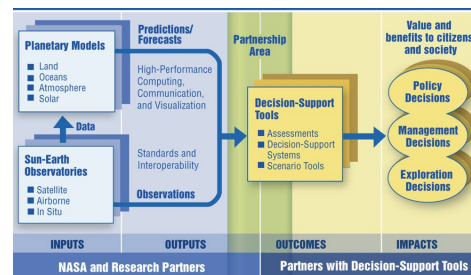 Planetary Models
Land
Oceans
Atmosphere
Solar
Data
Sun-Earth
Observatories
Satellite
Airborne
In Situ
Predictions/
Forecasts
High-Performance
Computing,
Communication,
and Visualization
Standards and
Interoperability
Observations
Partnership
Area
Decision-Support
Tools
Assessments
Decision-Support
Systems
Scenario Tools
Value and
benefits to citizens
and society
Policy
Decisions
Management
Decisions
Exploration
Decisions
INPUTS
OUTPUTS
OUTCOMES
IMPACTS
NASA and Research Partners
Partners with Decision-Support Tools